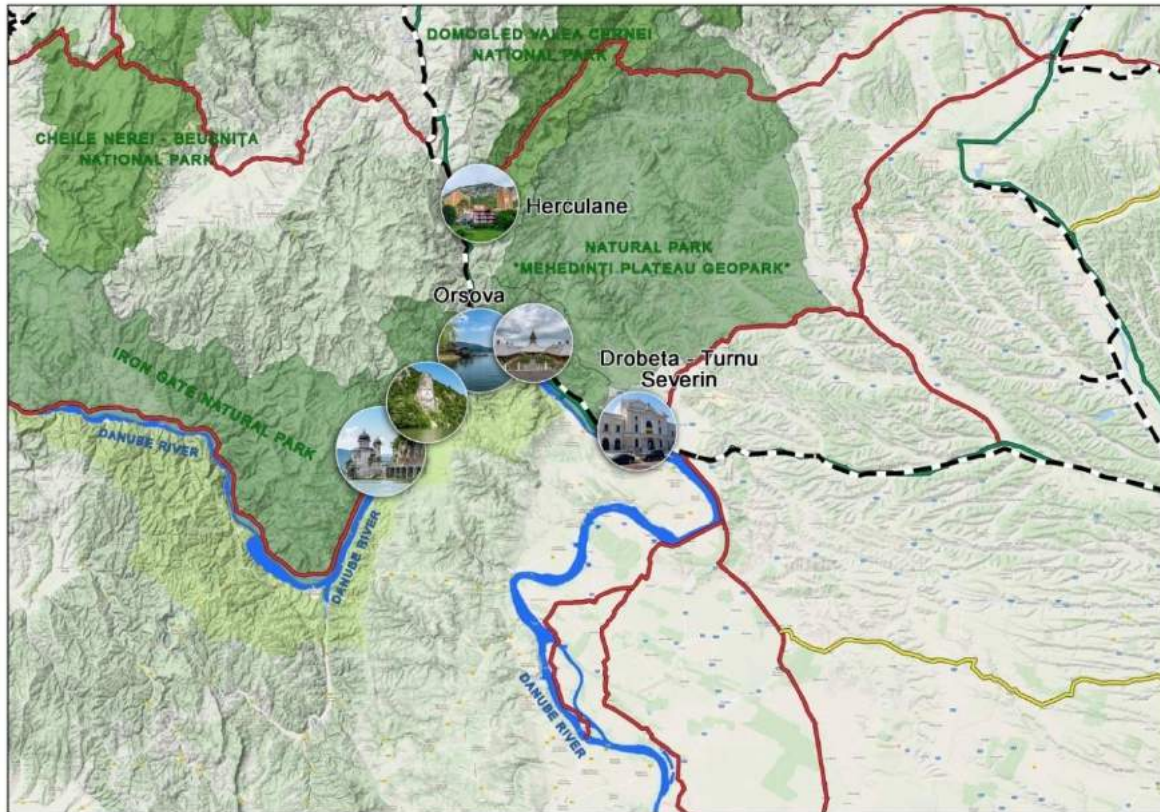 DOMOGLED VALEA CERNEI
NATIONAL PARK
CHEILE NEREI - BEUȘNIȚA
NATIONAL PARK
Herculane
NATURAL PARK
"MEHEDINȚI PLATEAU GEOPARK"
Orsova
Drobeta - Turnu
Severin
IRON GATE NATURAL PARK
DANUBE RIVER
DANUBE RIVER
DANUBE RIVER